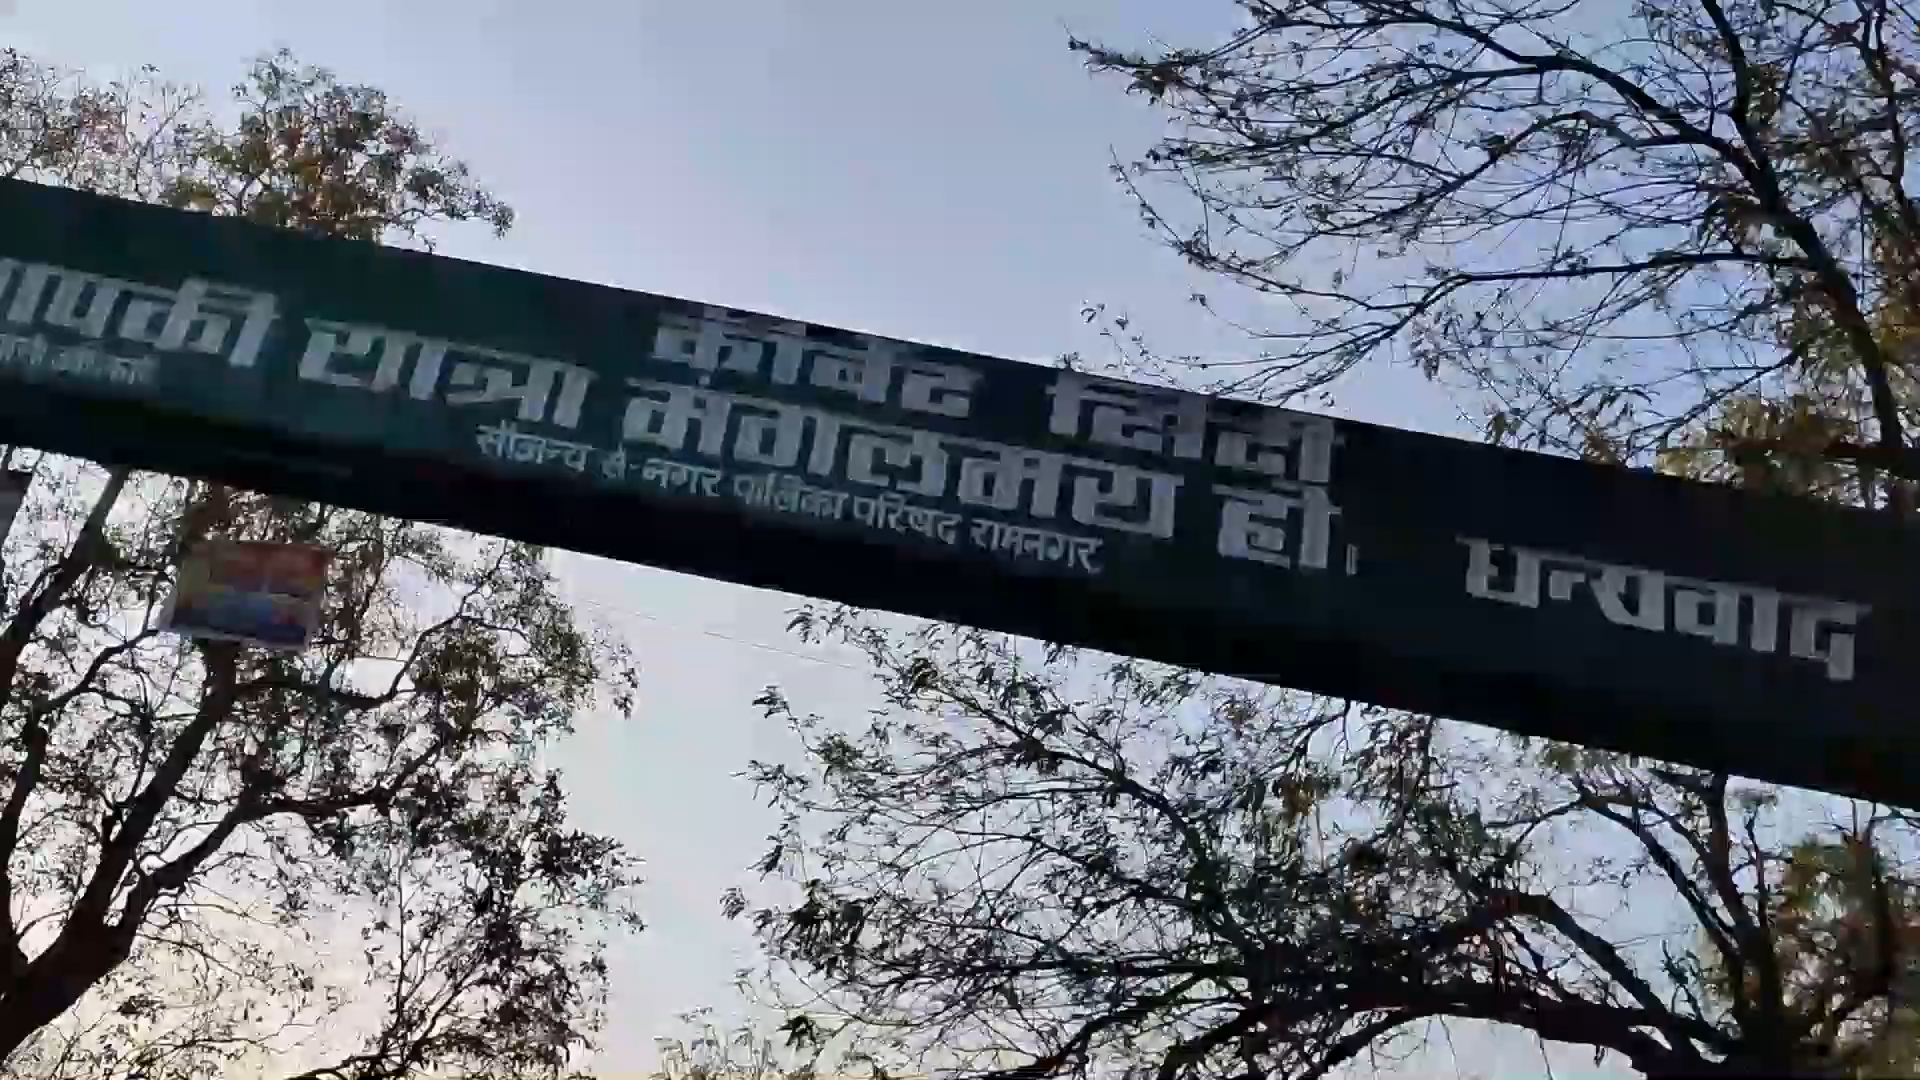 कॉर्बेट सिटी
आपकी यात्रा मंगलमय हो। धन्यवाद
सौजन्य से-नगर पालिका परिषद रामनगर